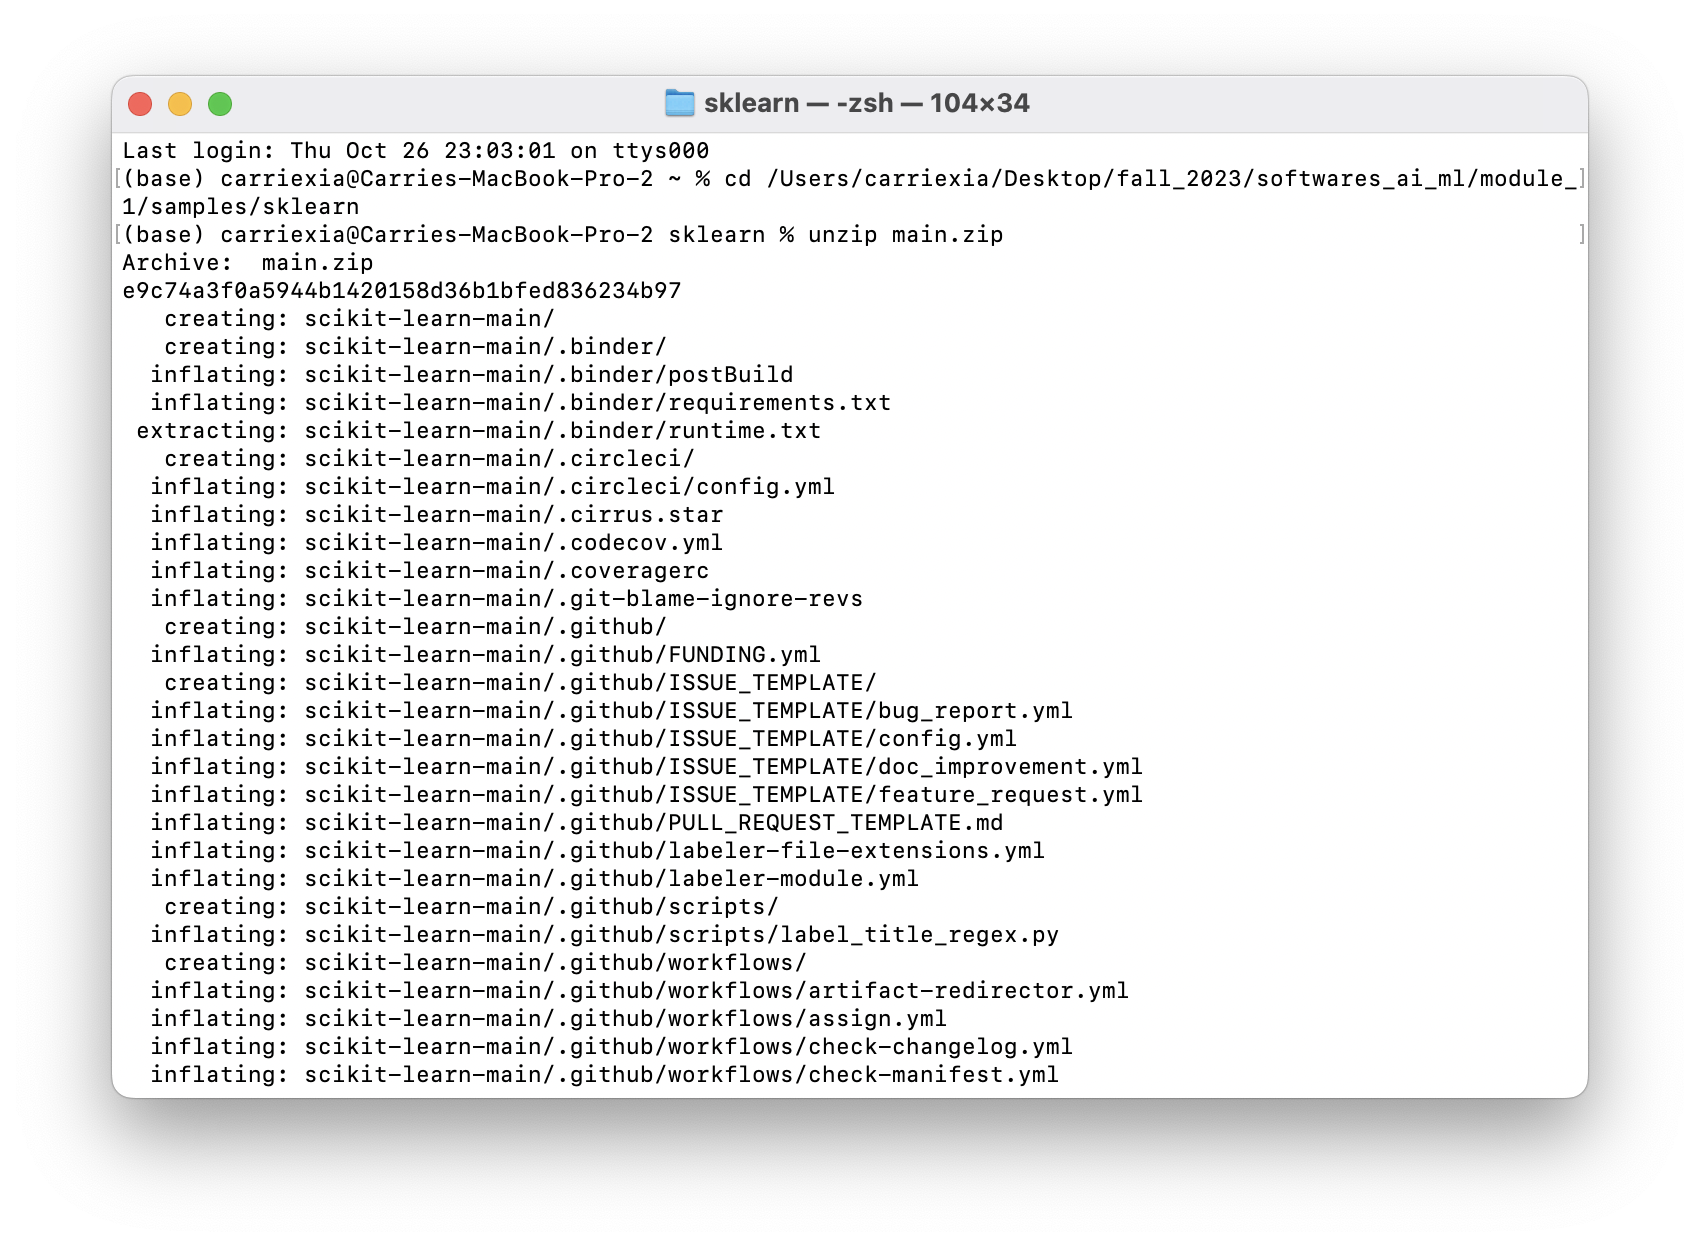 sklearn — -zsh — 104×34
Last login: Thu Oct 26 23:03:01 on ttys000
[(base) carriexia@Carries-MacBook-Pro-2 ~ % cd /Users/carriexia/Desktop/fall_2023/softwares_ai_ml/module_]
1/samples/sklearn
[(base) carriexia@Carries-MacBook-Pro-2 sklearn % unzip main.zip ]
Archive:  main.zip
e9c74a3f0a5944b1420158d36b1bfed836234b97
   creating: scikit-learn-main/
   creating: scikit-learn-main/.binder/
  inflating: scikit-learn-main/.binder/postBuild
  inflating: scikit-learn-main/.binder/requirements.txt
 extracting: scikit-learn-main/.binder/runtime.txt
   creating: scikit-learn-main/.circleci/
  inflating: scikit-learn-main/.circleci/config.yml
  inflating: scikit-learn-main/.cirrus.star
  inflating: scikit-learn-main/.codecov.yml
  inflating: scikit-learn-main/.coveragerc
  inflating: scikit-learn-main/.git-blame-ignore-revs
   creating: scikit-learn-main/.github/
  inflating: scikit-learn-main/.github/FUNDING.yml
   creating: scikit-learn-main/.github/ISSUE_TEMPLATE/
  inflating: scikit-learn-main/.github/ISSUE_TEMPLATE/bug_report.yml
  inflating: scikit-learn-main/.github/ISSUE_TEMPLATE/config.yml
  inflating: scikit-learn-main/.github/ISSUE_TEMPLATE/doc_improvement.yml
  inflating: scikit-learn-main/.github/ISSUE_TEMPLATE/feature_request.yml
  inflating: scikit-learn-main/.github/PULL_REQUEST_TEMPLATE.md
  inflating: scikit-learn-main/.github/labeler-file-extensions.yml
  inflating: scikit-learn-main/.github/labeler-module.yml
   creating: scikit-learn-main/.github/scripts/
  inflating: scikit-learn-main/.github/scripts/label_title_regex.py
   creating: scikit-learn-main/.github/workflows/
  inflating: scikit-learn-main/.github/workflows/artifact-redirector.yml
  inflating: scikit-learn-main/.github/workflows/assign.yml
  inflating: scikit-learn-main/.github/workflows/check-changelog.yml
  inflating: scikit-learn-main/.github/workflows/check-manifest.yml